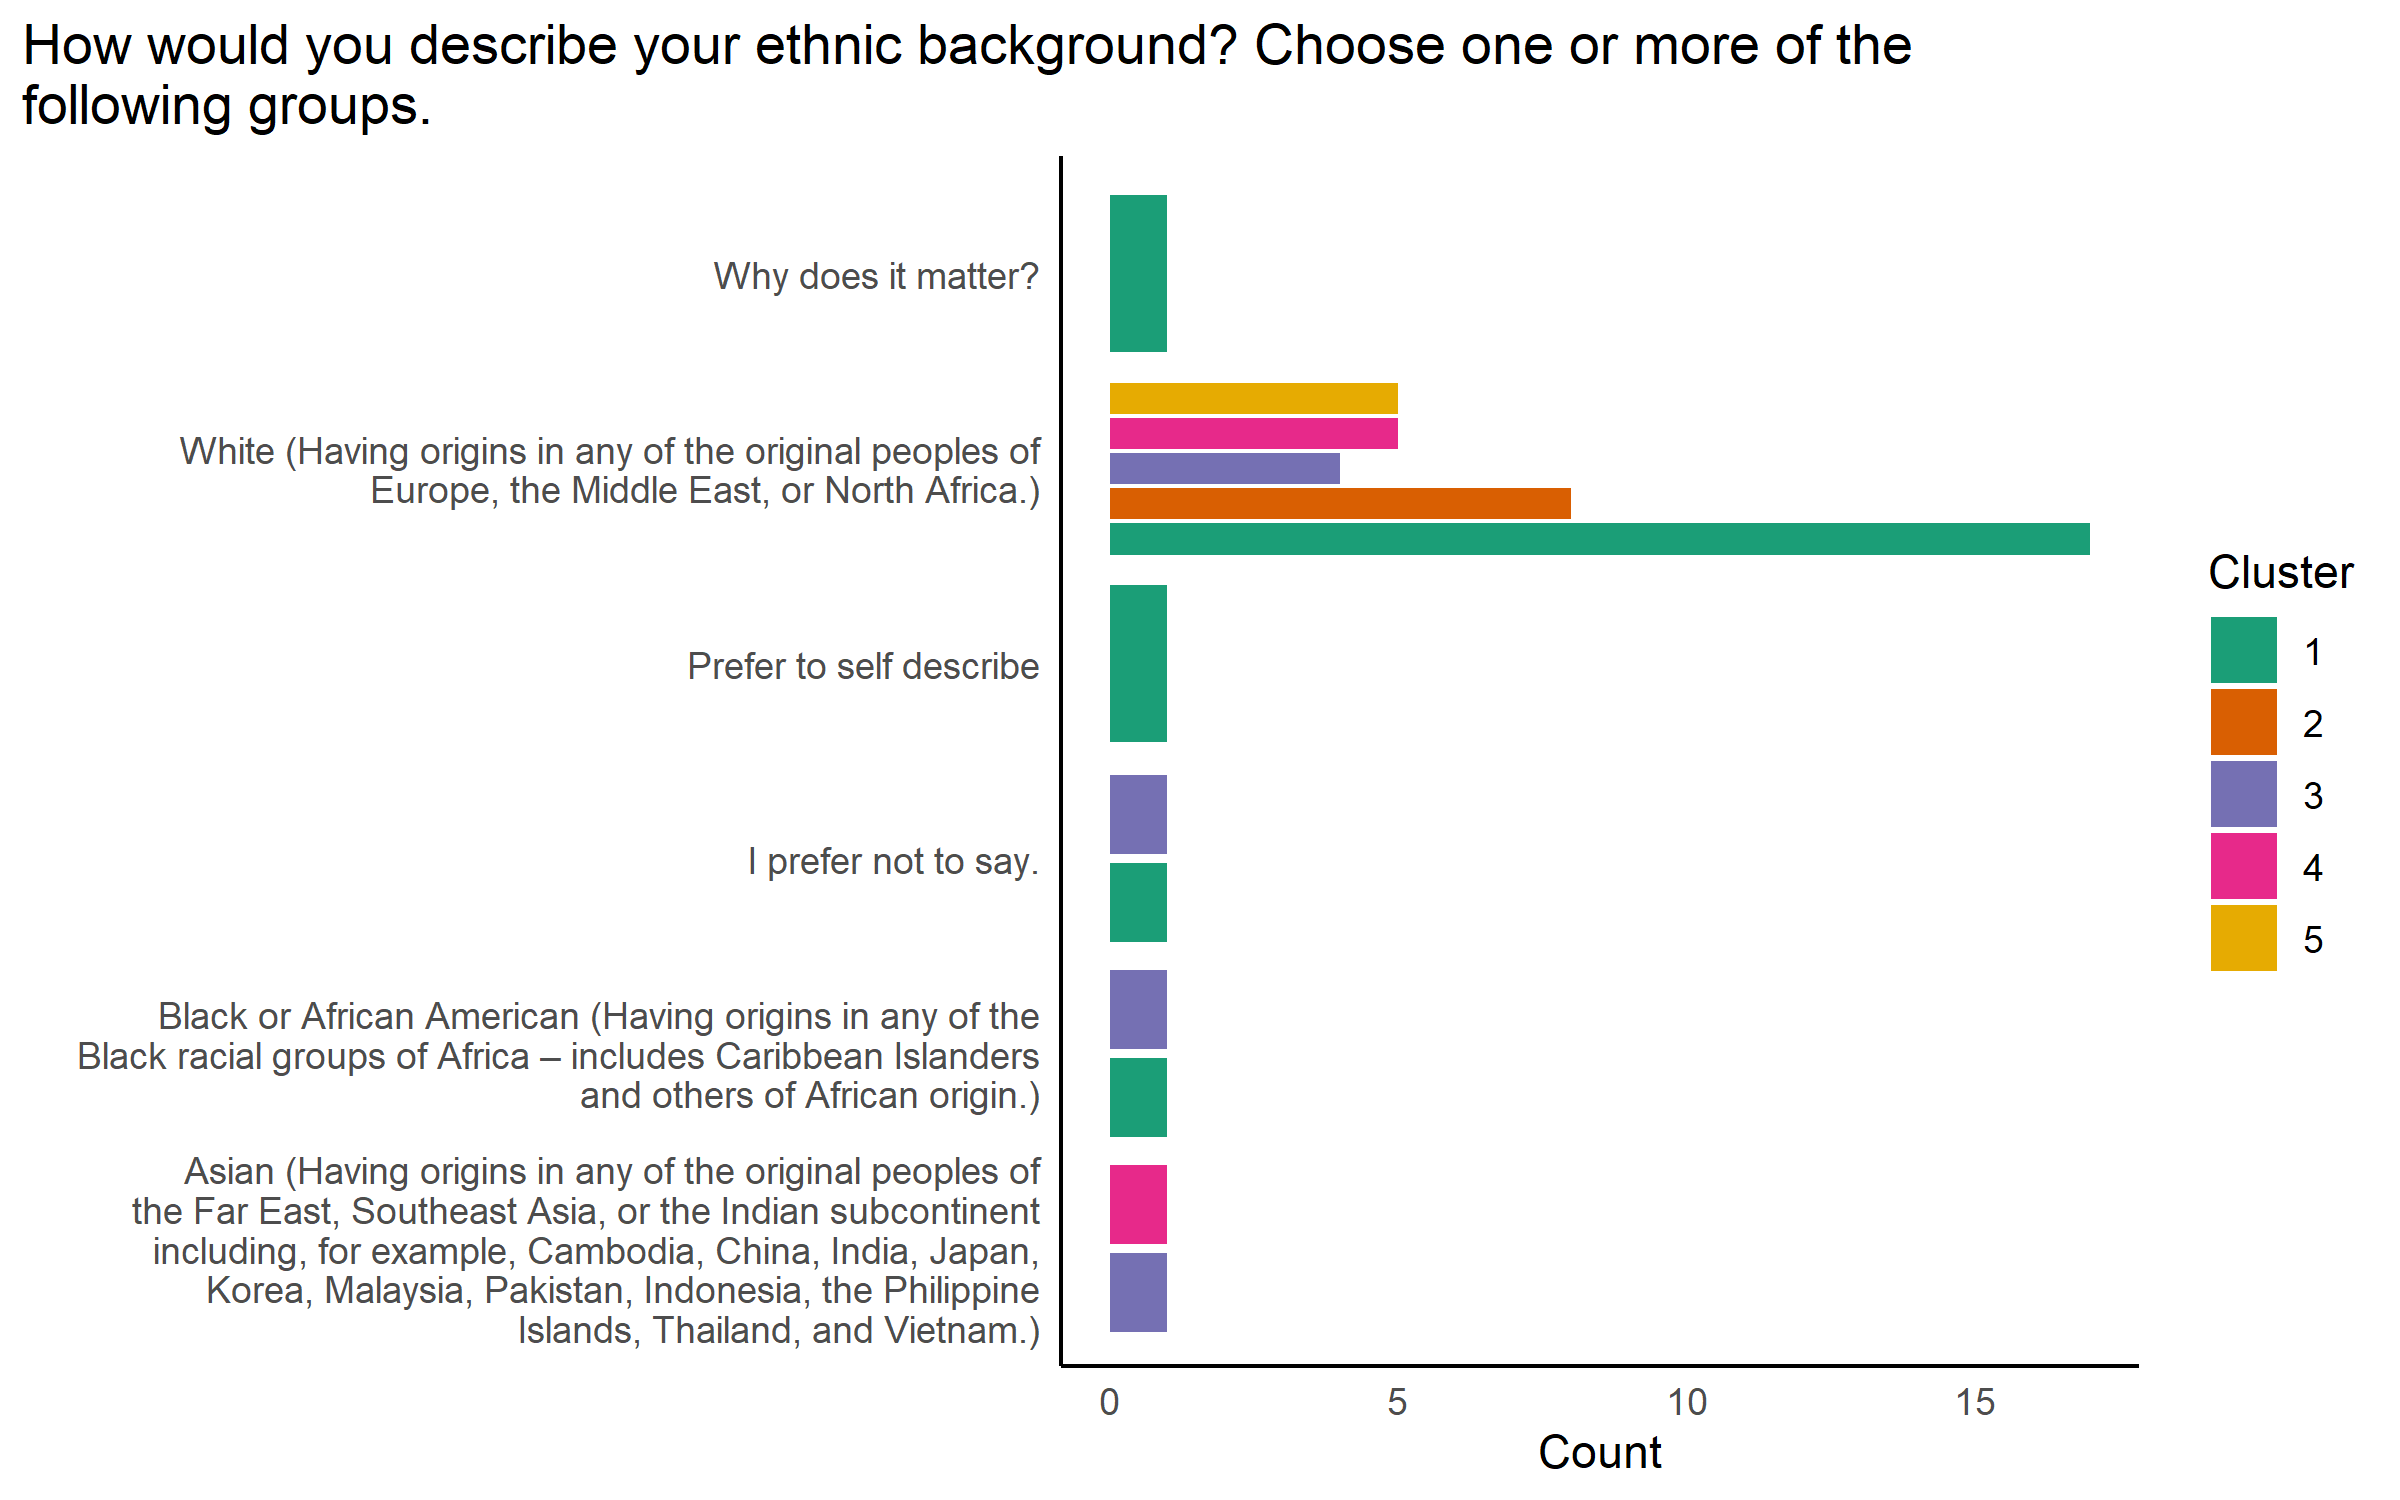 How would you describe your ethnic background? Choose one or more of the
following groups.
Why does it matter?
White (Having origins in any of the original peoples of
Europe, the Middle East, or North Africa.)
Prefer to self describe
I prefer not to say.
Black or African American (Having origins in any of the
Black racial groups of Africa – includes Caribbean Islanders
and others of African origin.)
Asian (Having origins in any of the original peoples of
the Far East, Southeast Asia, or the Indian subcontinent
including, for example, Cambodia, China, India, Japan,
Korea, Malaysia, Pakistan, Indonesia, the Philippine
Islands, Thailand, and Vietnam.)
0 5 10 15
Count
Cluster
1
2
3
4
5